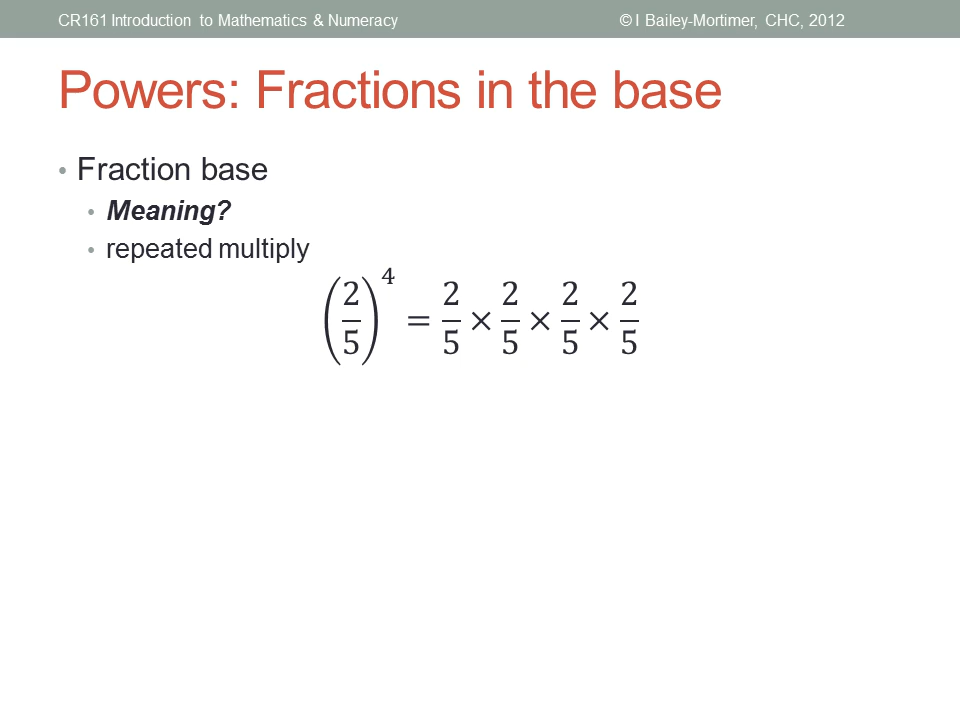 CR161 Introduction to Mathematics & Numeracy © I Bailey-Mortimer, CHC, 2012
Powers: Fractions in the base
• Fraction base
• Meaning?
• repeated multiply
(2/5)^4 = 2/5 × 2/5 × 2/5 × 2/5